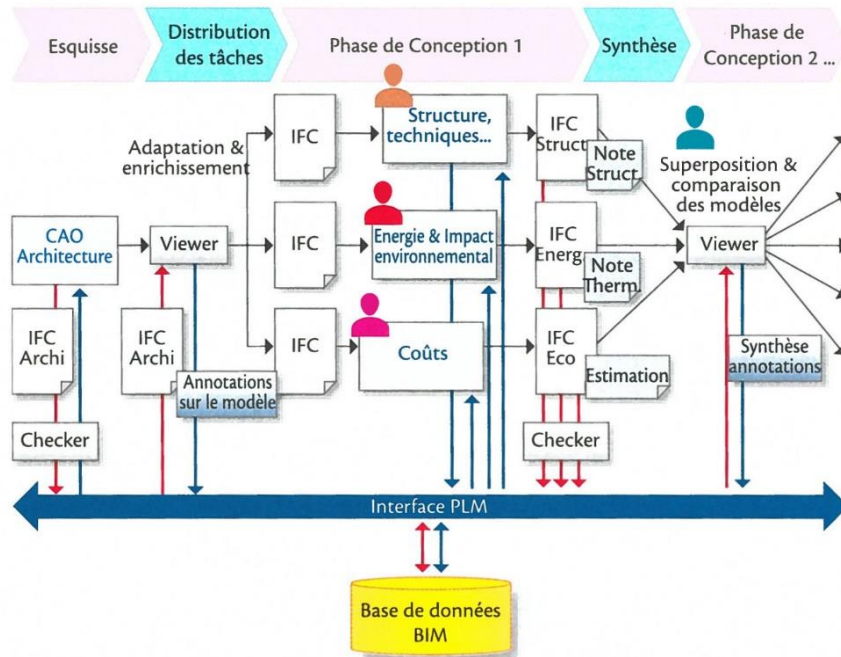 Esquisse
Distribution
des tâches
Phase de Conception 1
Synthèse
Phase de
Conception 2 ...
Adaptation &
enrichissement
IFC
Structure,
techniques...
IFC
Struct
Note
Struct.
Superposition &
comparaison
des modèles
CAO
Architecture
Viewer
IFC
Energie & Impact
environnemental
IFC
Energ.
Note
Therm.
Viewer
IFC
Archi
IFC
Archi
Annotations
sur le modèle
IFC
Coûts
IFC
Eco
Estimation
Synthèse
annotations
Checker
Checker
Interface PLM
Base de données
BIM